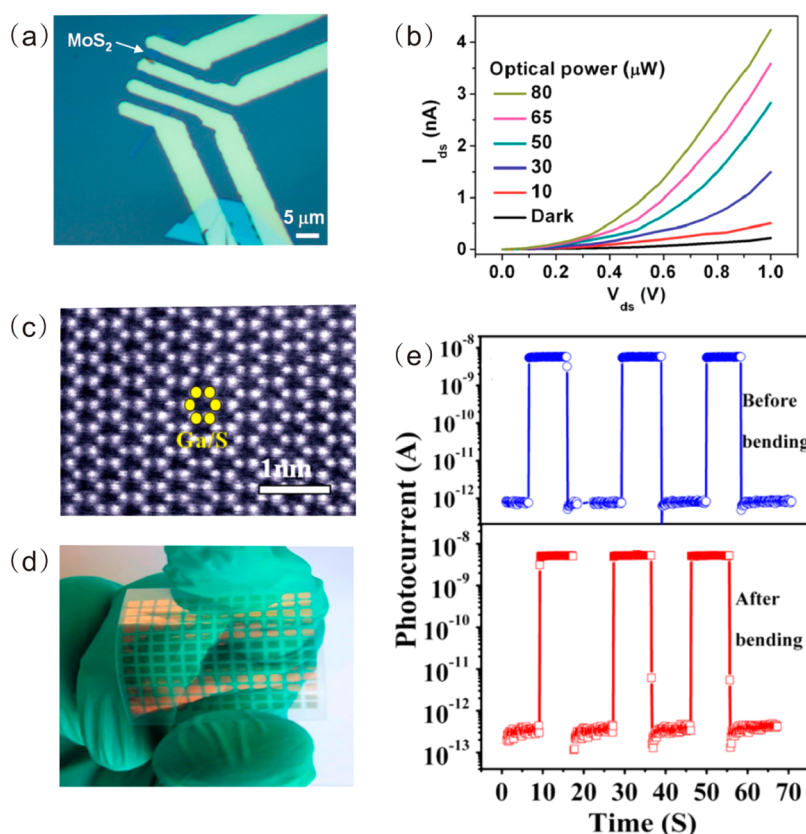 (a)
MoS₂
5 μm
(b)
Optical power (μW)
80
65
50
30
10
Dark
I_ds (nA)
4
3
2
1
0
0.0 0.2 0.4 0.6 0.8 1.0
V_ds (V)
(c)
Ga/S
1nm
(d)
(e)
Photocurrent (A)
10⁻⁸
10⁻⁹
10⁻¹⁰
10⁻¹¹
10⁻¹²
Before
bending
10⁻⁸
10⁻⁹
10⁻¹⁰
10⁻¹¹
10⁻¹²
10⁻¹³
After
bending
0 10 20 30 40 50 60 70
Time (S)